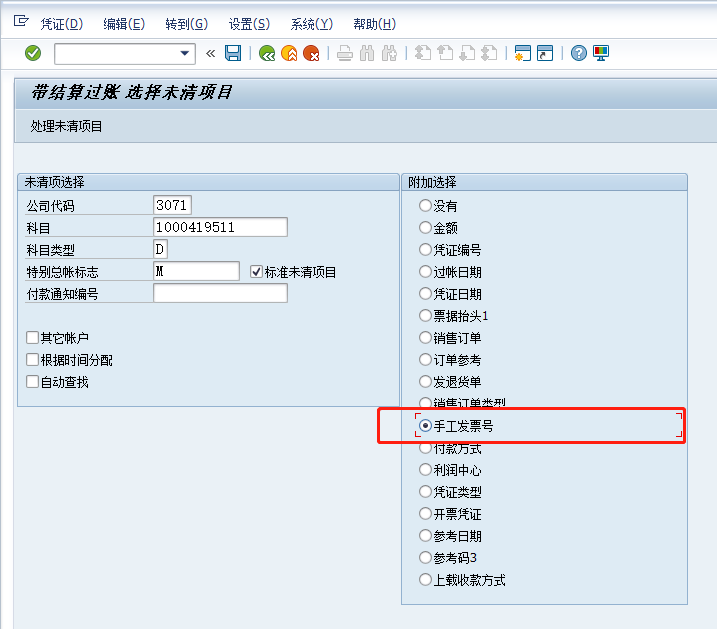 凭证(D) 编辑(E) 转到(G) 设置(S) 系统(Y) 帮助(H)
带结算过账 选择未清项目
处理未清项目
未清项选择
公司代码 3071
科目 1000419511
科目类型 D
特别总帐标志 M 标准未清项目
付款通知编号
其它帐户
根据时间分配
自动查找
附加选择
没有
金额
凭证编号
过帐日期
凭证日期
票据抬头1
销售订单
订单参考
发退货单
销售订单类型
手工发票号
付款方式
利润中心
凭证类型
开票凭证
参考日期
参考码3
上载收款方式